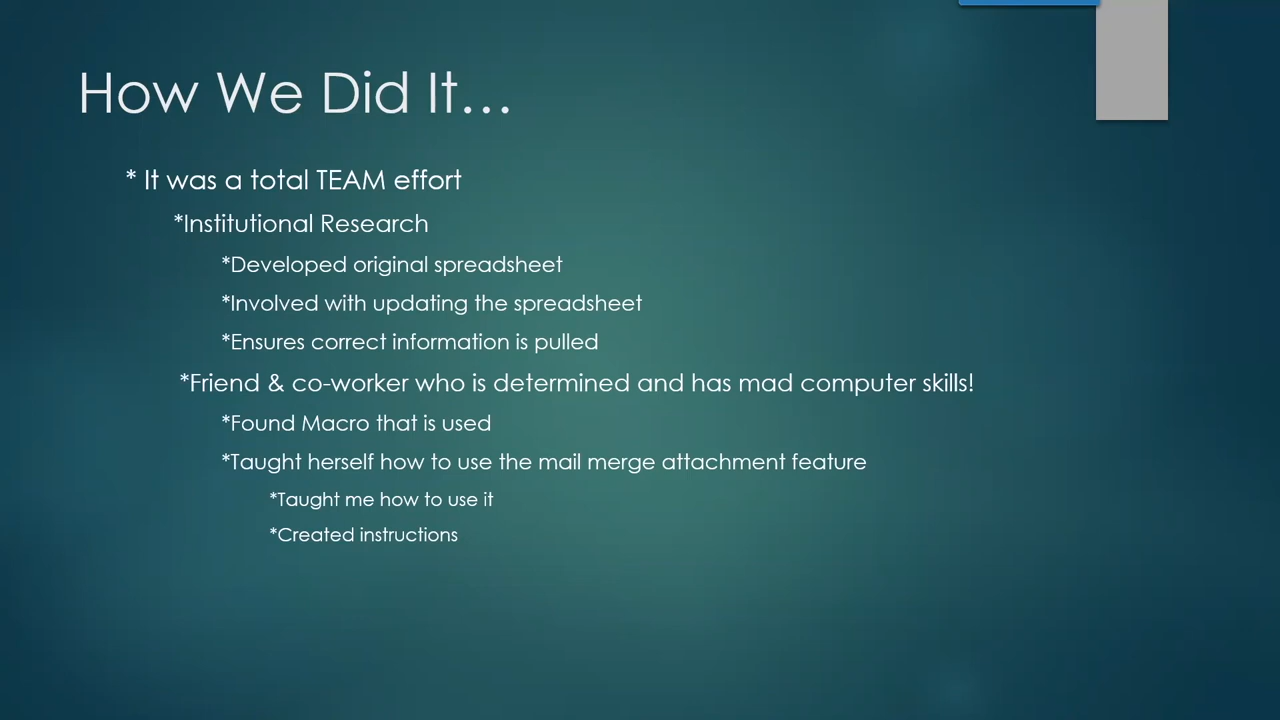 How We Did It...
* It was a total TEAM effort
*Institutional Research
*Developed original spreadsheet
*Involved with updating the spreadsheet
*Ensures correct information is pulled
*Friend & co-worker who is determined and has mad computer skills!
*Found Macro that is used
*Taught herself how to use the mail merge attachment feature
*Taught me how to use it
*Created instructions